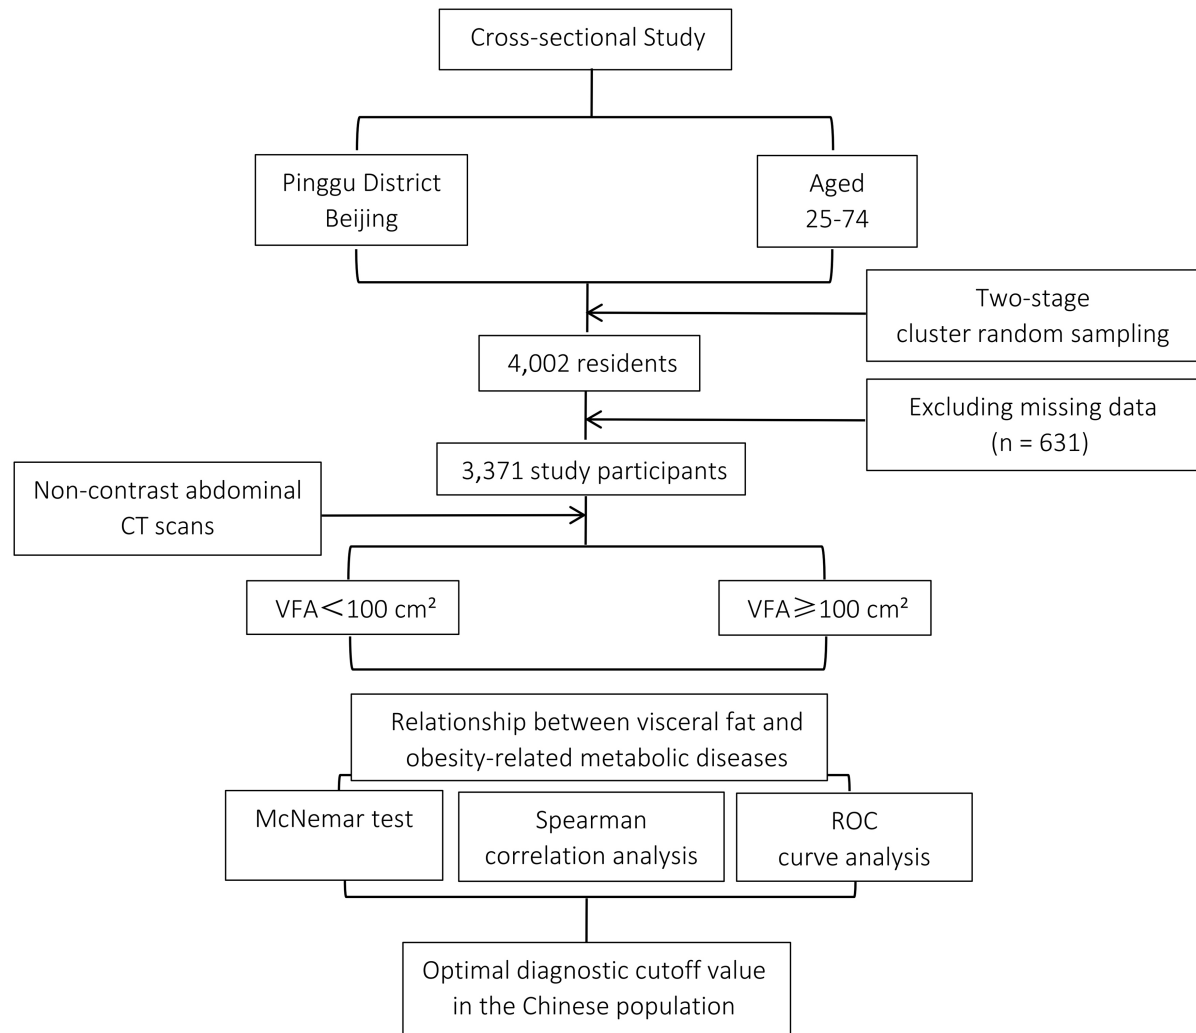 Cross-sectional Study
Pinggu District
Beijing
Aged
25-74
Two-stage
cluster random sampling
4,002 residents
Excluding missing data
(n = 631)
3,371 study participants
Non-contrast abdominal
CT scans
VFA＜100 cm²
VFA≥100 cm²
Relationship between visceral fat and
obesity-related metabolic diseases
McNemar test
Spearman
correlation analysis
ROC
curve analysis
Optimal diagnostic cutoff value
in the Chinese population